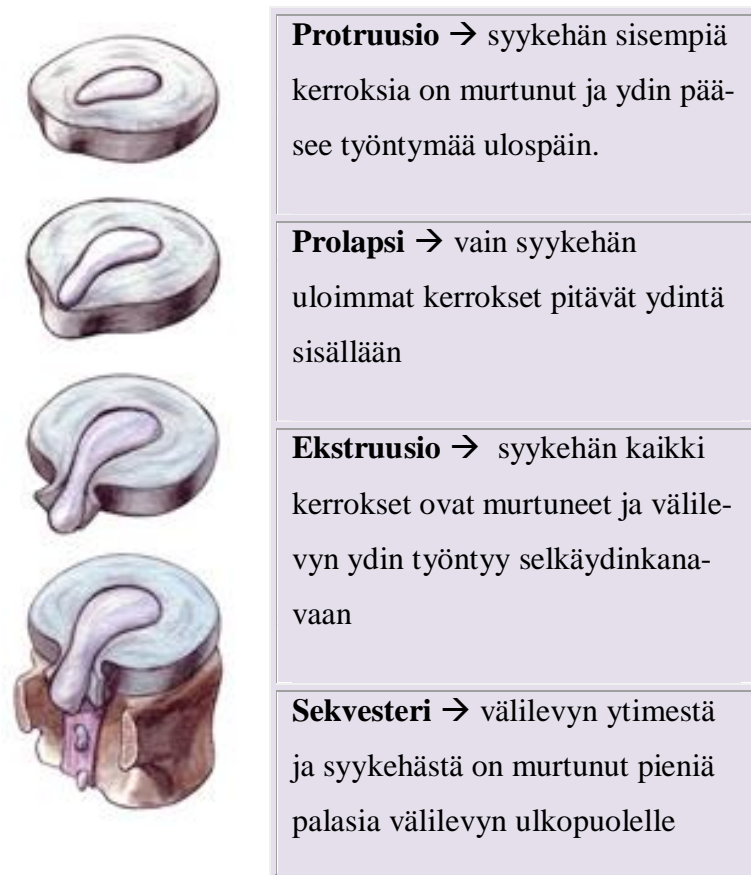 Protruusio → syykehän sisempiä
kerroksia on murtunut ja ydin pää-
see työntymää ulospäin.
Prolapsi → vain syykehän
uloimmat kerrokset pitävät ydintä
sisällään
Ekstruusio → syykehän kaikki
kerrokset ovat murtuneet ja välile-
vyn ydin työntyy selkäydinkana-
vaan
Sekvesteri → välilevyn ytimestä
ja syykehästä on murtunut pieniä
palasia välilevyn ulkopuolelle